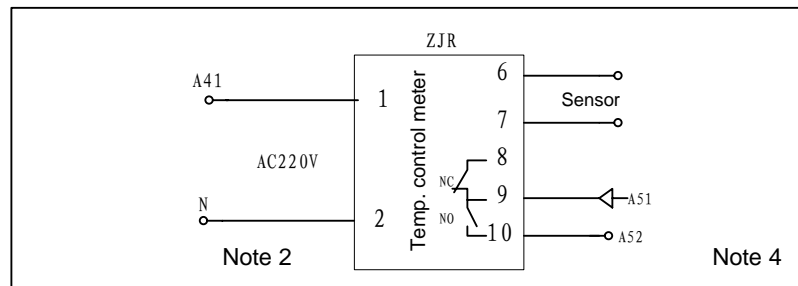 ZJR
A41
1
6
Sensor
7
Temp. control meter
AC220V
8
NC
9
A51
N
2
NO
10
A52
Note 2
Note 4